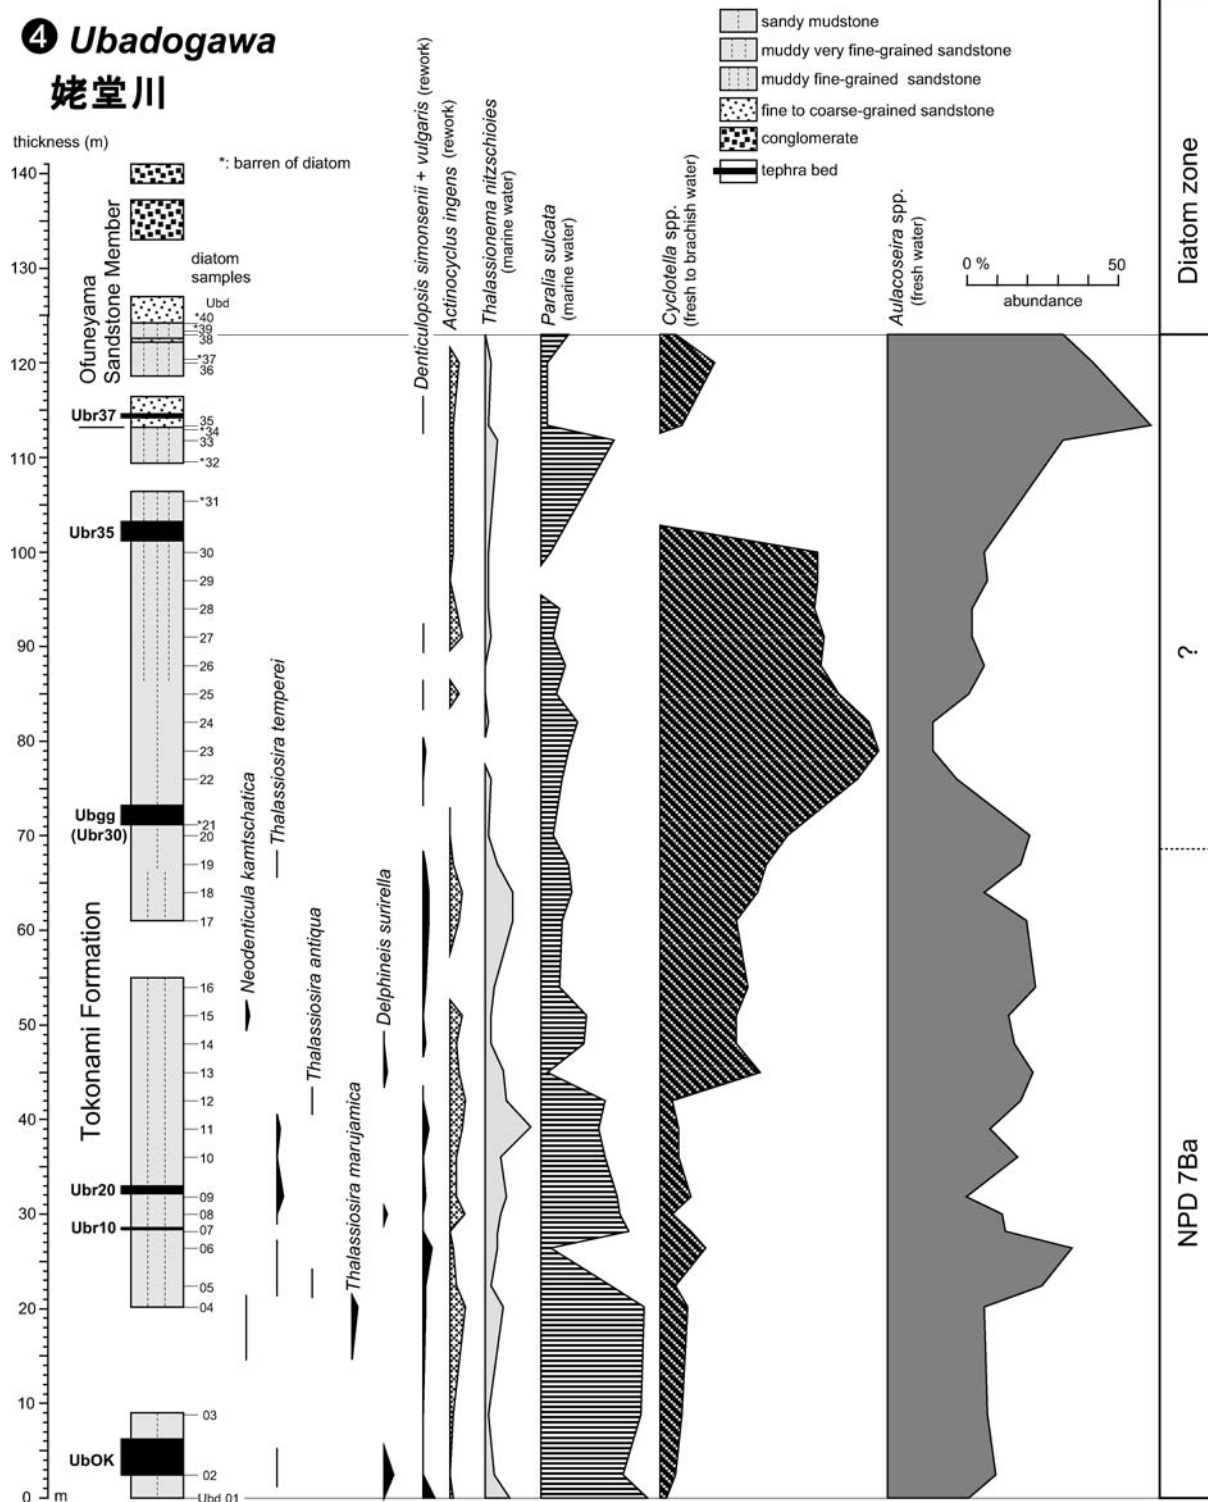 4 Ubadogawa
姥堂川
sandy mudstone
muddy very fine-grained sandstone
muddy fine-grained sandstone
fine to coarse-grained sandstone
conglomerate
tephra bed
thickness (m)
*: barren of diatom
diatom
samples
Ubd
140
130
120
110
100
90
80
70
60
50
40
30
20
10
0 m
*40
*39
38
*37
36
35
*34
33
*32
*31
30
29
28
27
26
25
24
23
22
*21
20
19
18
17
16
15
14
13
12
11
10
09
08
07
06
05
04
03
02
Ubd 01
Ofuneyama
Sandstone Member
Tokonami Formation
Ubr37
Ubr35
Ubgg
(Ubr30)
Ubr20
Ubr10
UbOK
Neodenticula kamtschatica
Thalassiosira temperei
Thalassiosira antiqua
Thalassiosira marujamica
Delphineis surirella
Denticulopsis simonsenii + vulgaris (rework)
Actinocyclus ingens (rework)
Thalassionema nitzschioies
(marine water)
Paralia sulcata
(marine water)
Cyclotella spp.
(fresh to brachish water)
Aulacoseira spp.
(fresh water)
0 % 50
abundance
Diatom zone
?
NPD 7Ba